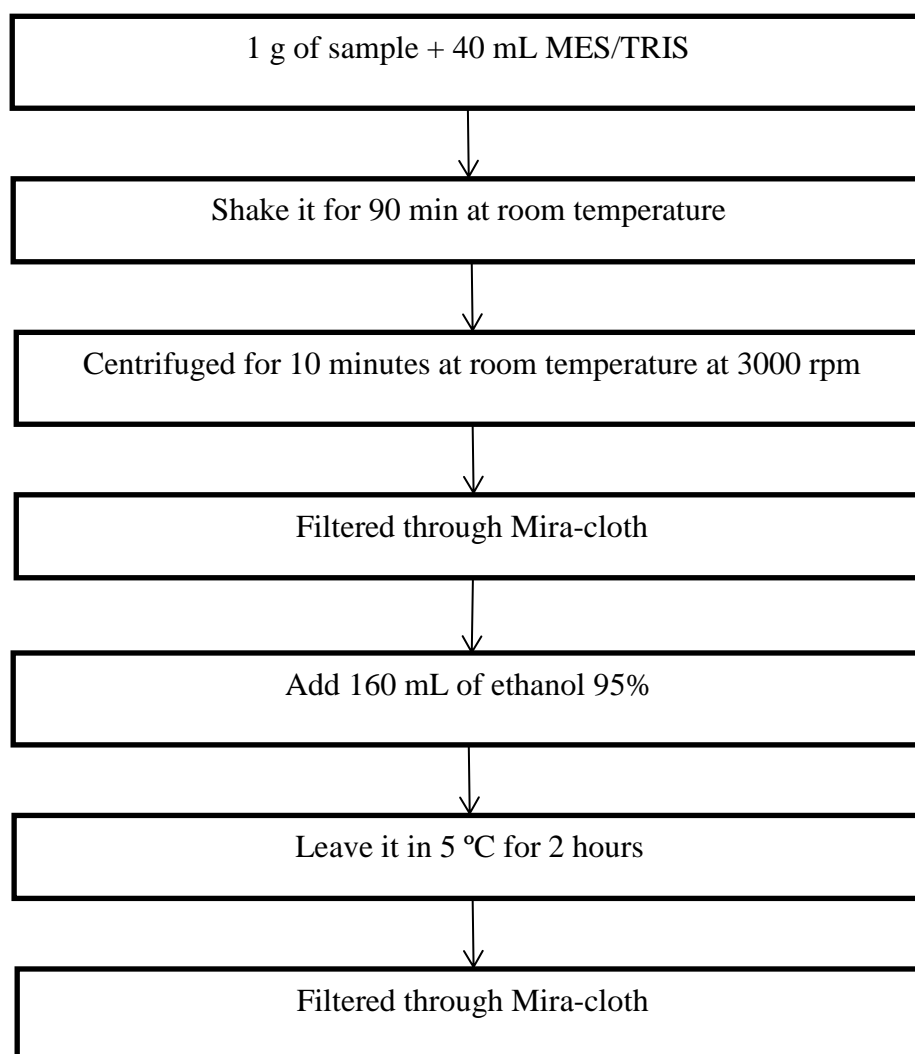 1 g of sample + 40 mL MES/TRIS
Shake it for 90 min at room temperature
Centrifuged for 10 minutes at room temperature at 3000 rpm
Filtered through Mira-cloth
Add 160 mL of ethanol 95%
Leave it in 5 ºC for 2 hours
Filtered through Mira-cloth